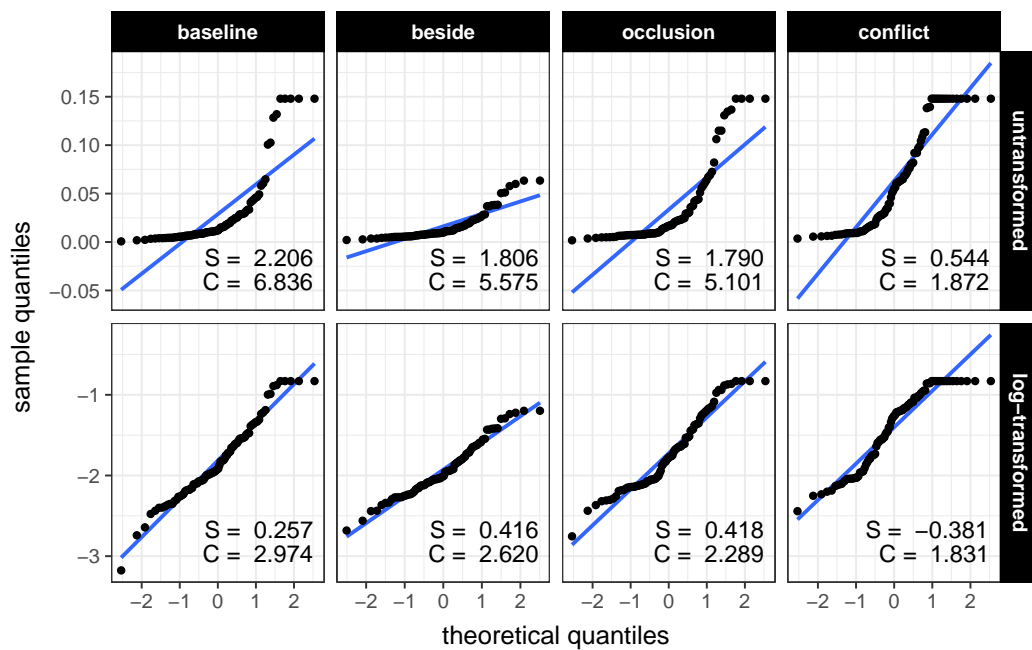 baseline beside occlusion conflict
0.15
0.10
0.05
0.00
−0.05
S = 2.206
C = 6.836
S = 1.806
C = 5.575
S = 1.790
C = 5.101
S = 0.544
C = 1.872
untransformed
sample quantiles
−1
−2
−3
S = 0.257
C = 2.974
S = 0.416
C = 2.620
S = 0.418
C = 2.289
S = −0.381
C = 1.831
log−transformed
−2 −1 0 1 2 −2 −1 0 1 2 −2 −1 0 1 2 −2 −1 0 1 2
theoretical quantiles